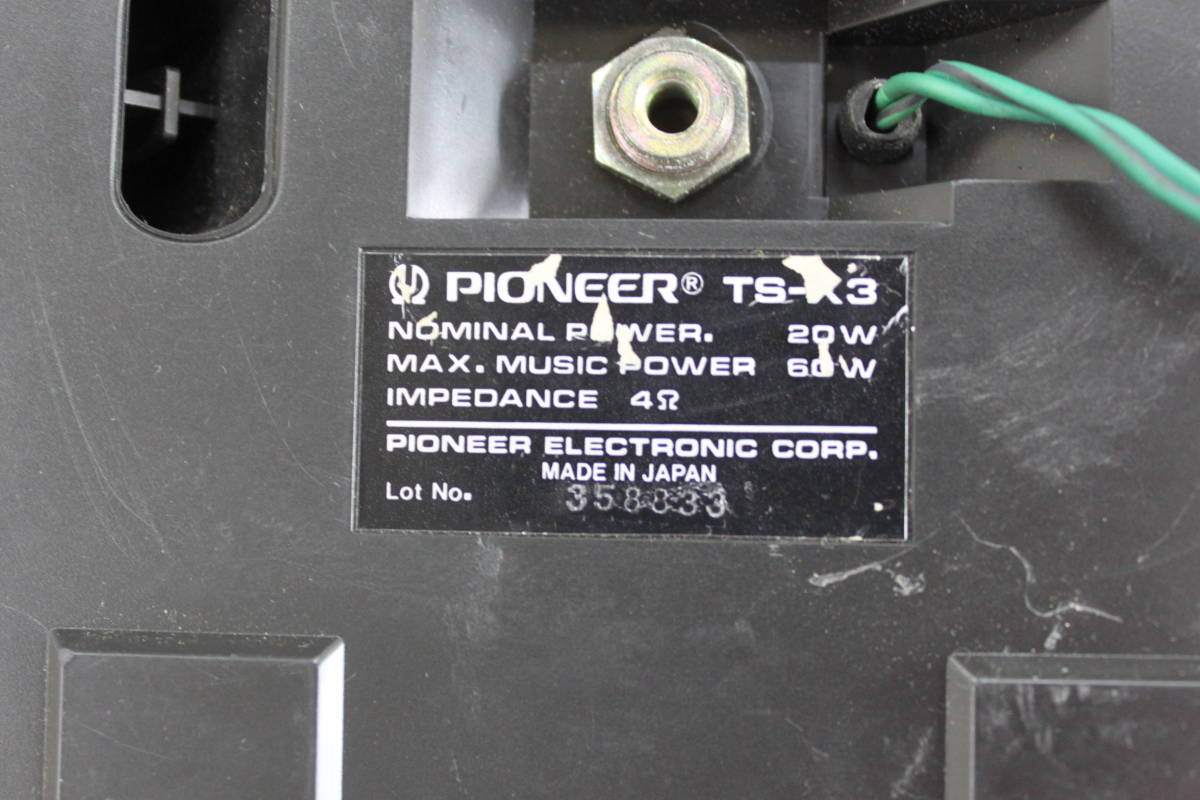 PIONEER® TS-X3
NOMINAL POWER. 20W
MAX. MUSIC POWER 60W
IMPEDANCE 4Ω
PIONEER ELECTRONIC CORP.
MADE IN JAPAN
Lot No. 358833